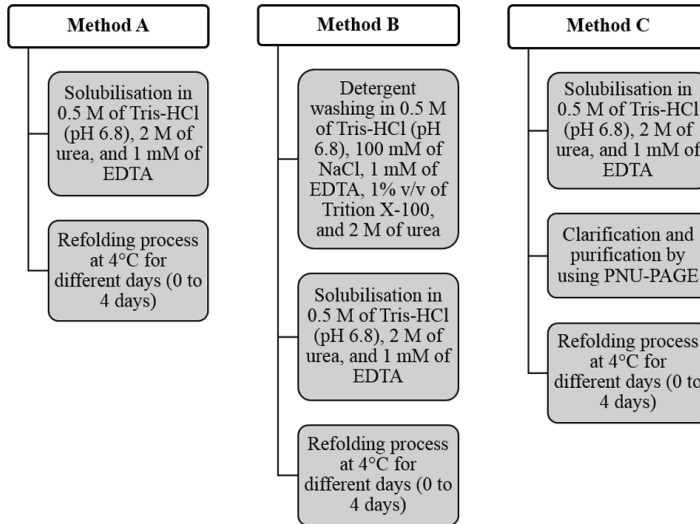 Method A
Solubilisation in
0.5 M of Tris-HCl
(pH 6.8), 2 M of
urea, and 1 mM of
EDTA
Refolding process
at 4°C for
different days (0 to
4 days)
Method B
Detergent
washing in 0.5 M
of Tris-HCl (pH
6.8), 100 mM of
NaCl, 1 mM of
EDTA, 1% v/v of
Trition X-100,
and 2 M of urea
Solubilisation in
0.5 M of Tris-HCl
(pH 6.8), 2 M of
urea, and 1 mM of
EDTA
Refolding process
at 4°C for
different days (0 to
4 days)
Method C
Solubilisation in
0.5 M of Tris-HCl
(pH 6.8), 2 M of
urea, and 1 mM of
EDTA
Clarification and
purification by
using PNU-PAGE
Refolding process
at 4°C for
different days (0 to
4 days)